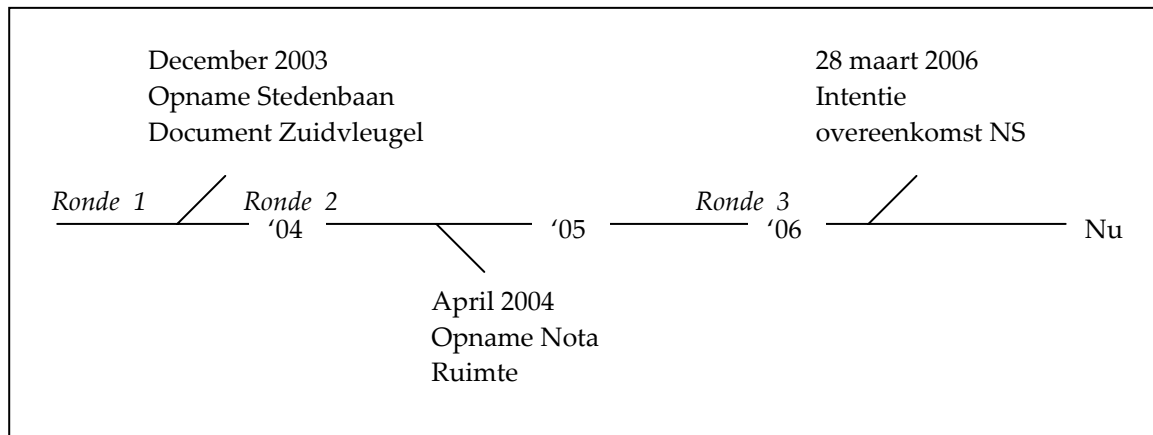 December 2003
Opname Stedenbaan
Document Zuidvleugel
28 maart 2006
Intentie
overeenkomst NS
Ronde 1
Ronde 2
Ronde 3
‘04
‘05
‘06
Nu
April 2004
Opname Nota
Ruimte